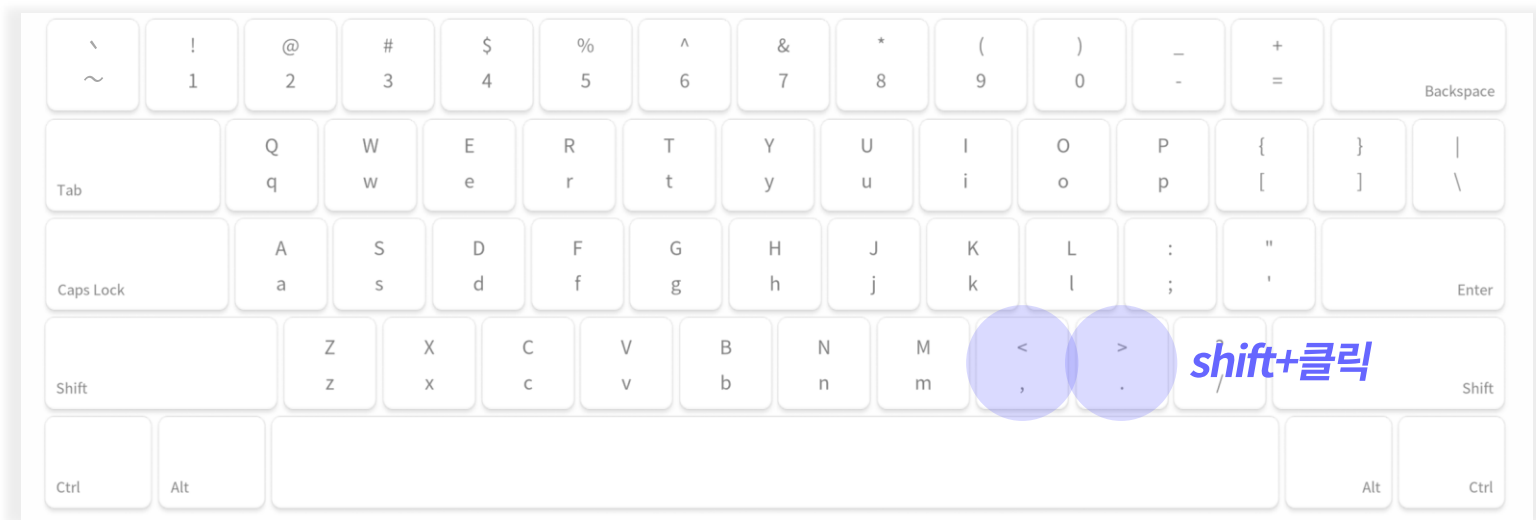 ` ! @ # $ % ^ & * ( ) _ +
~ 1 2 3 4 5 6 7 8 9 0 - = Backspace
Q W E R T Y U I O P { } |
Tab q w e r t y u i o p [ ] \
A S D F G H J K L : "
Caps Lock a s d f g h j k l ; ' Enter
Z X C V B N M < > ? shift+클릭
Shift z x c v b n m , . / Shift
Ctrl Alt Alt Ctrl